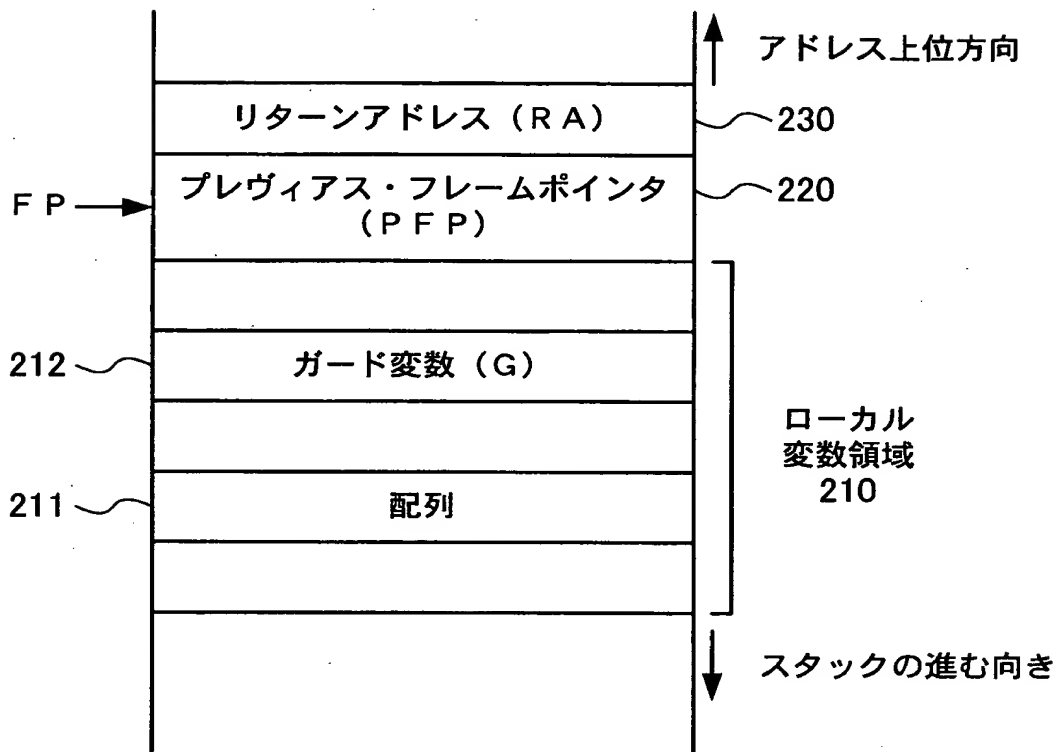 アドレス上位方向
リターンアドレス（ＲＡ）
230
ＦＰ
プレヴィアス・フレームポインタ
（ＰＦＰ）
220
212
ガード変数（Ｇ）
ローカル
変数領域
210
211
配列
スタックの進む向き